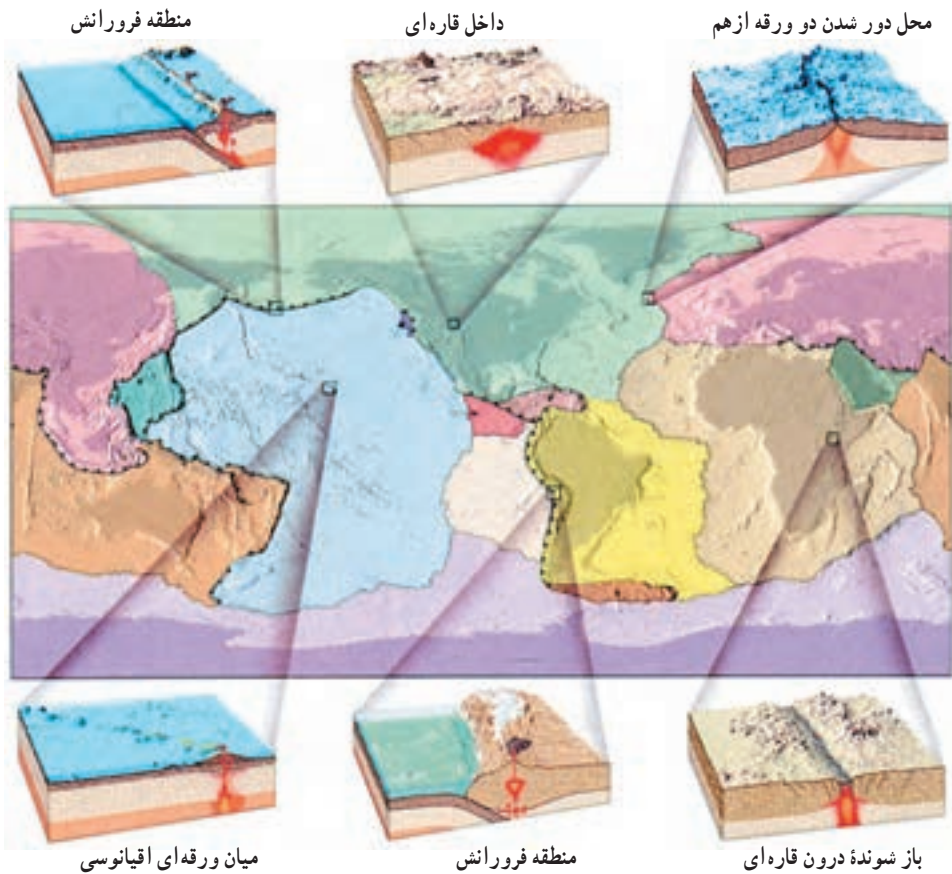 محل دور شدن دو ورقه ازهم
داخل قاره‌ای
منطقه فرورانش
باز شوندهٔ درون قاره‌ای
منطقه فرورانش
میان ورقه‌ای اقیانوسی